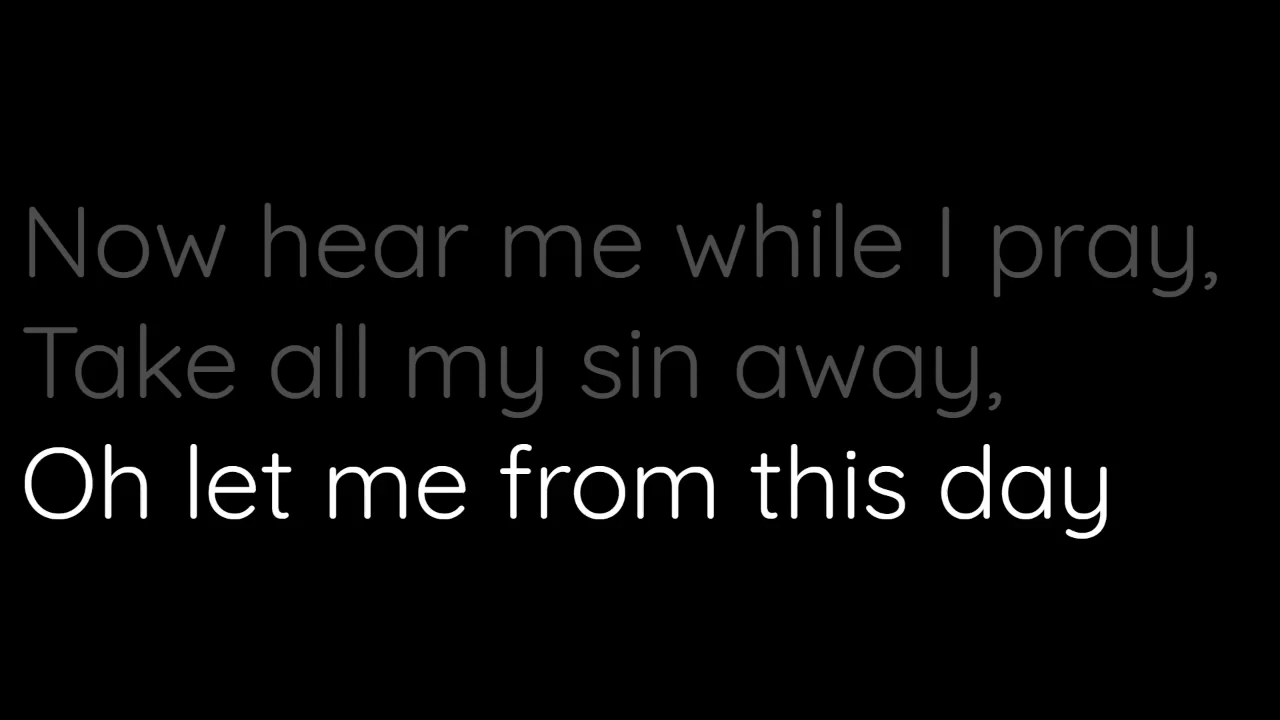 Now hear me while I pray,
Take all my sin away,
Oh let me from this day